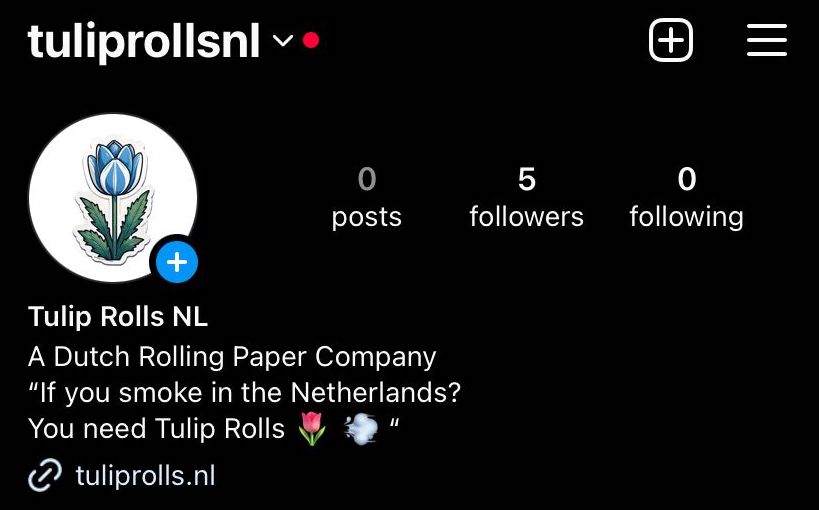 tuliprollsnl
0 5 0
posts followers following
Tulip Rolls NL
A Dutch Rolling Paper Company
“If you smoke in the Netherlands?
You need Tulip Rolls 🌷 💨 “
tuliprolls.nl